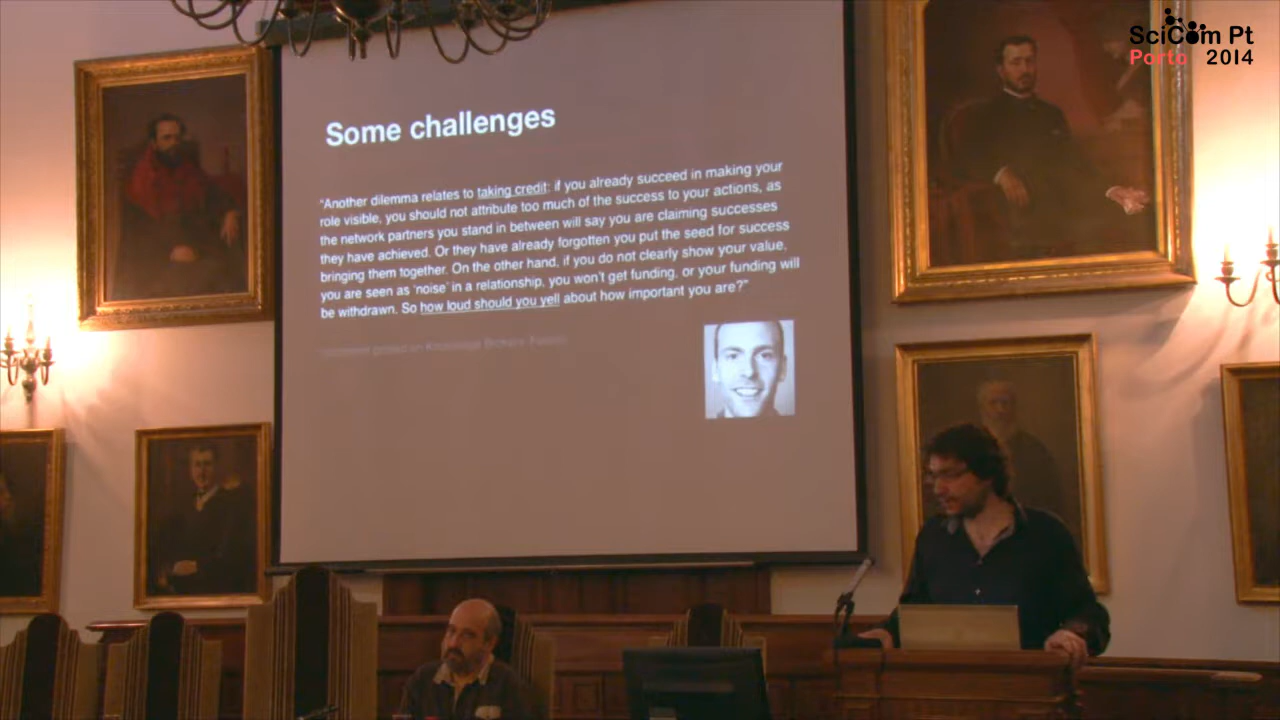 SciCom Pt
Porto 2014
Some challenges
“Another dilemma relates to taking credit: if you already succeed in making your
role visible, you should not attribute too much of the success to your actions, as
the network partners you stand in between will say you are claiming successes
they have achieved. Or they have already forgotten you put the seed for success
bringing them together. On the other hand, if you do not clearly show your value,
you are seen as ‘noise’ in a relationship, you won’t get funding, or your funding will
be withdrawn. So how loud should you yell about how important you are?”